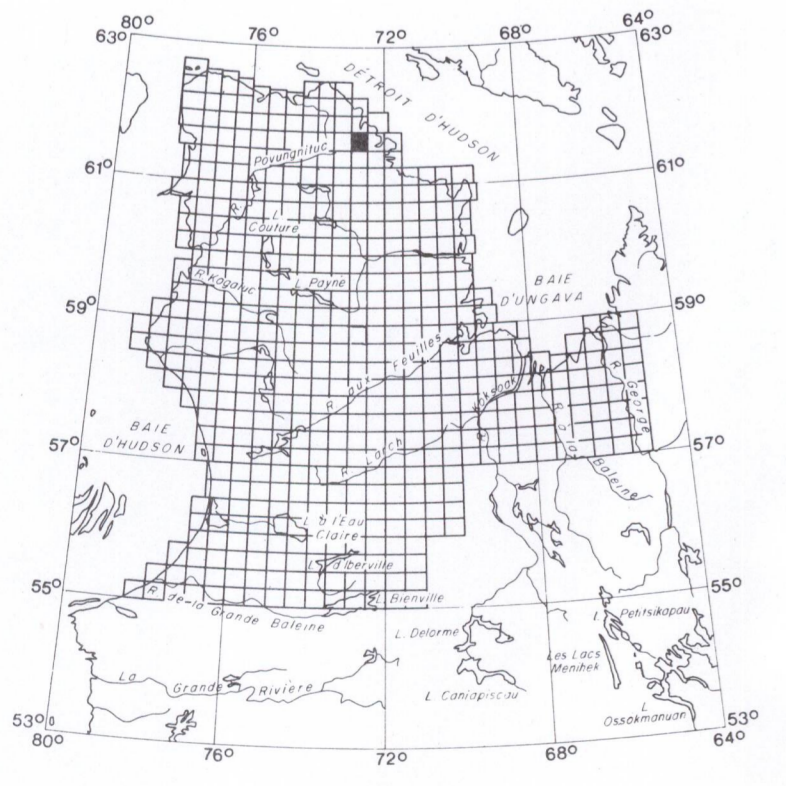 80°
76°
72°
68°
64°
63°
63°
DÉTROIT D'HUDSON
Povungnituc
61°
61°
R.
L.
Couture
R. Kogaluc
L. Payne
BAIE
D'UNGAVA
59°
59°
R. aux Feuilles
Koksoak
R.
R. à la Baleine
R. George
BAIE
D'HUDSON
57°
57°
R. Larch
L. à l'Eau
Claire
L. d'Iberville
55°
55°
L. Bienville
R. de-la Grande Baleine
L. Delorme
L. Petitsikapau
Les Lacs
Menihek
La Grande Rivière
L. Caniapiscau
L.
Ossokmanuan
53°
53°
80°
76°
72°
68°
64°